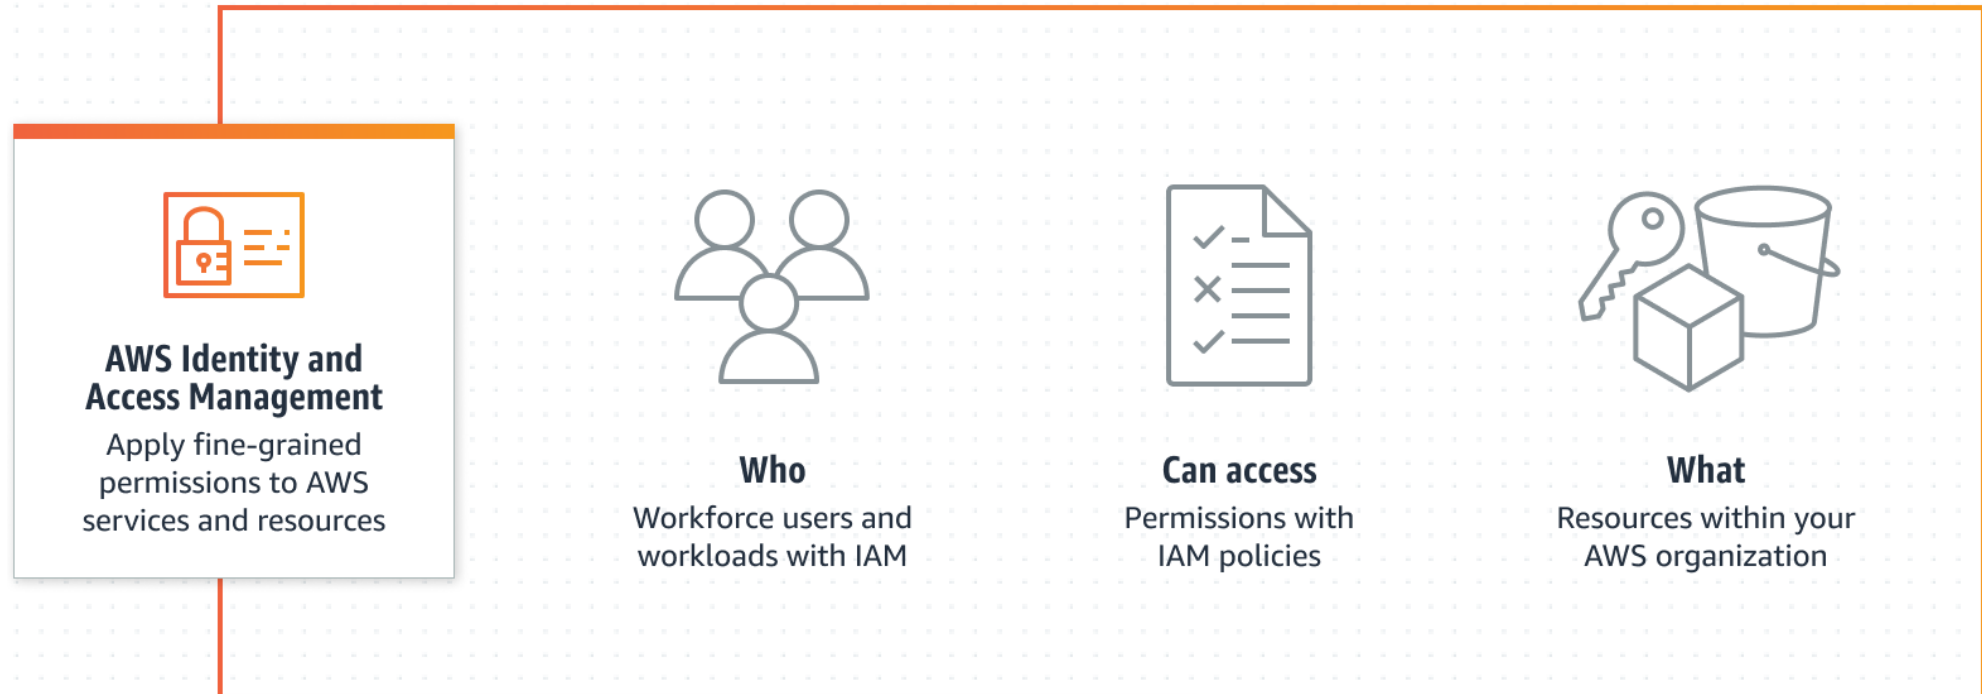 AWS Identity and
Access Management
Apply fine-grained
permissions to AWS
services and resources
Who
Workforce users and
workloads with IAM
Can access
Permissions with
IAM policies
What
Resources within your
AWS organization